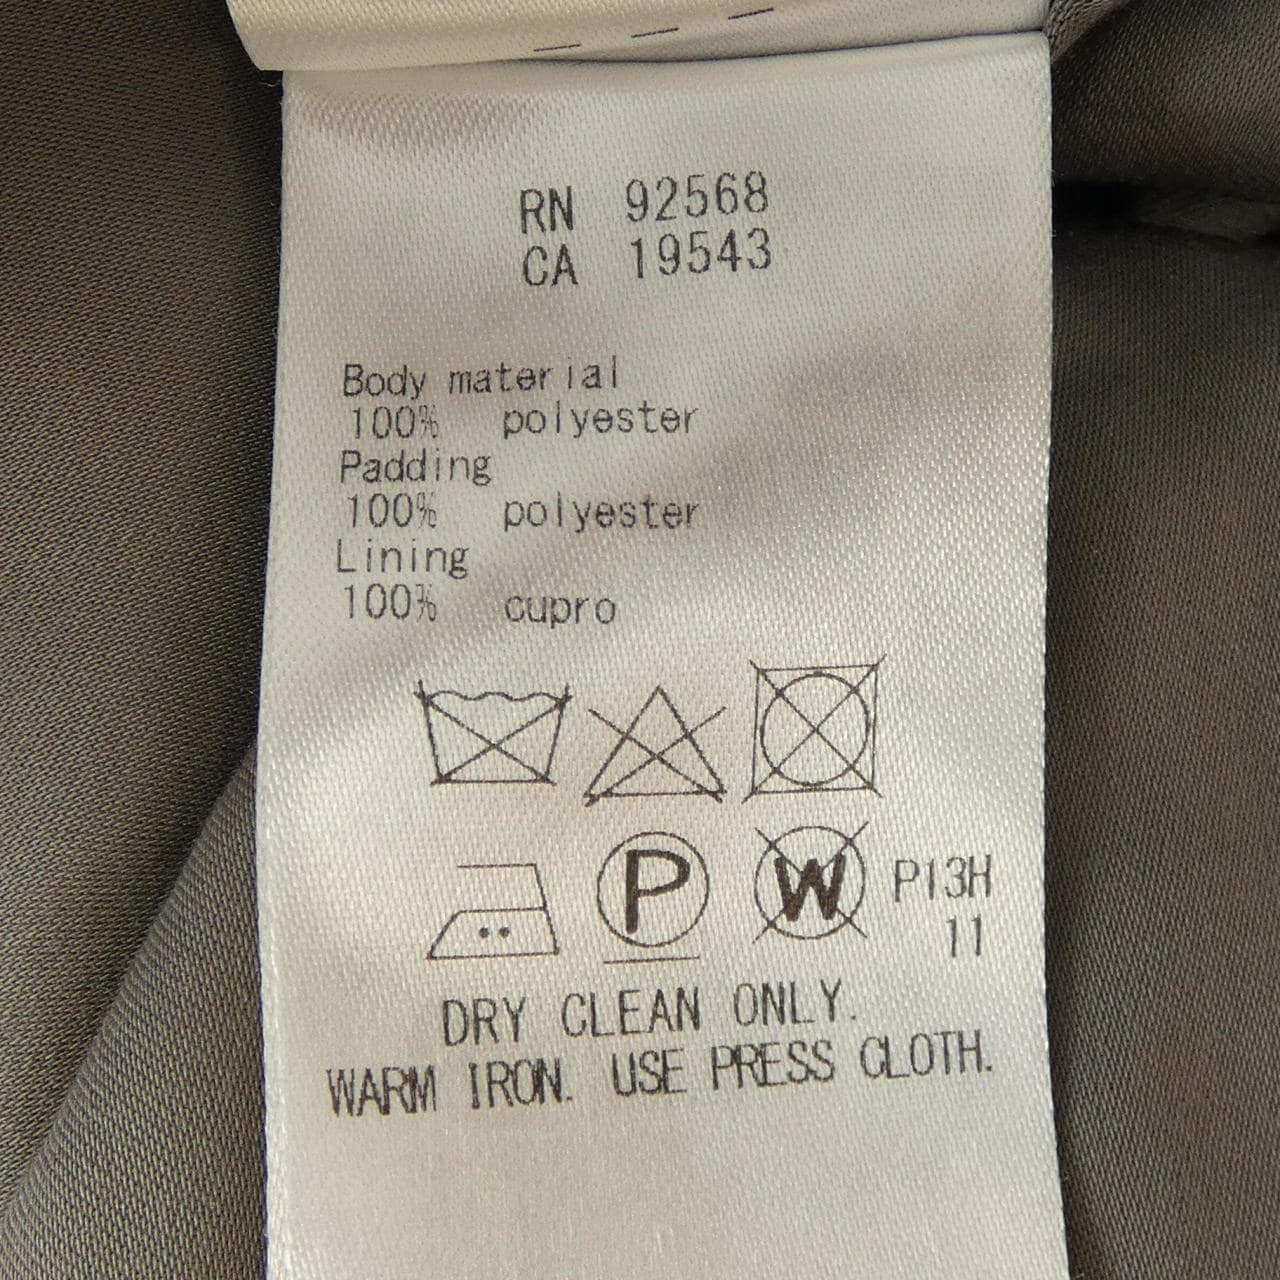 RN 92568
CA 19543
Body material
100% polyester
Padding
100% polyester
Lining
100% cupro
P W P13H
11
DRY CLEAN ONLY.
WARM IRON. USE PRESS CLOTH.